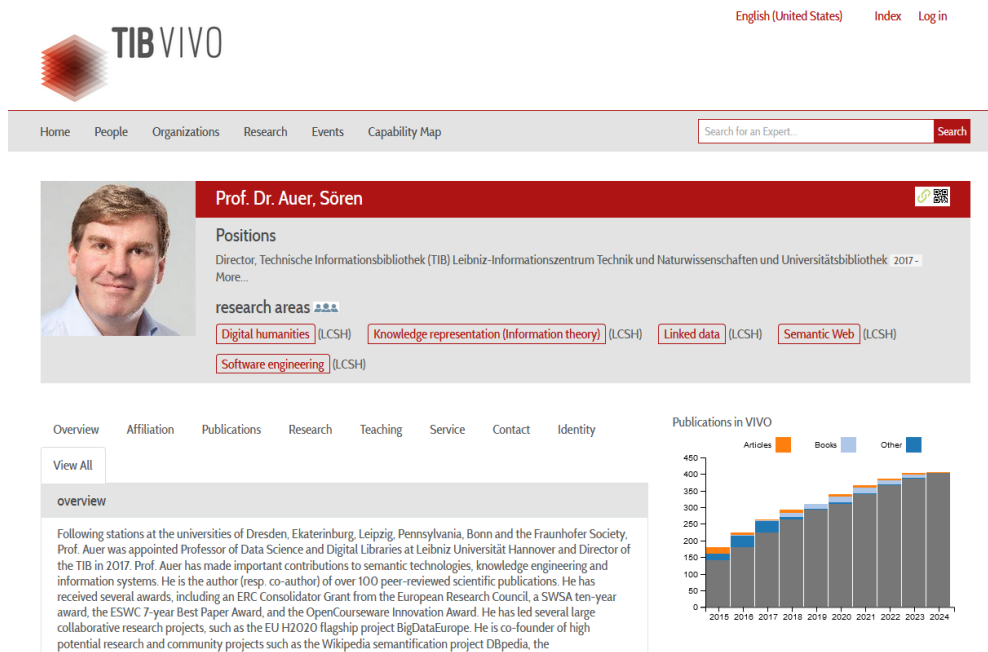 English (United States) Index Log in
TIB VIVO
Home People Organizations Research Events Capability Map Search for an Expert... Search
Prof. Dr. Auer, Sören
Positions
Director, Technische Informationsbibliothek (TIB) Leibniz-Informationszentrum Technik und Naturwissenschaften und Universitätsbibliothek 2017 -
More...
research areas
Digital humanities (LCSH) Knowledge representation (Information theory) (LCSH) Linked data (LCSH) Semantic Web (LCSH)
Software engineering (LCSH)
Overview Affiliation Publications Research Teaching Service Contact Identity
View All
overview
Following stations at the universities of Dresden, Ekaterinburg, Leipzig, Pennsylvania, Bonn and the Fraunhofer Society,
Prof. Auer was appointed Professor of Data Science and Digital Libraries at Leibniz Universität Hannover and Director of
the TIB in 2017. Prof. Auer has made important contributions to semantic technologies, knowledge engineering and
information systems. He is the author (resp. co-author) of over 100 peer-reviewed scientific publications. He has
received several awards, including an ERC Consolidator Grant from the European Research Council, a SWSA ten-year
award, the ESWC 7-year Best Paper Award, and the OpenCourseware Innovation Award. He has led several large
collaborative research projects, such as the EU H2020 flagship project BigDataEurope. He is co-founder of high
potential research and community projects such as the Wikipedia semantification project DBpedia, the
Publications in VIVO
Articles Books Other
450
400
350
300
250
200
150
100
50
0
2015 2016 2017 2018 2019 2020 2021 2022 2023 2024